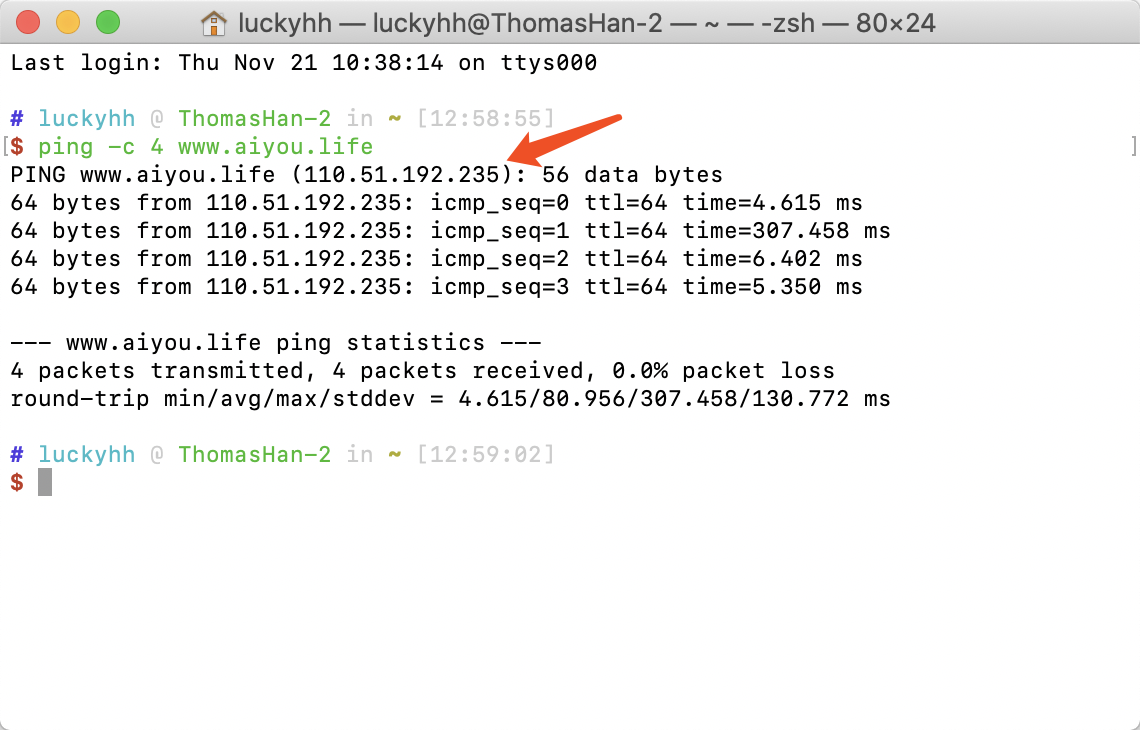 luckyhh — luckyhh@ThomasHan-2 — ~ — -zsh — 80×24
Last login: Thu Nov 21 10:38:14 on ttys000
# luckyhh @ ThomasHan-2 in ~ [12:58:55]
[$ ping -c 4 www.aiyou.life ]
PING www.aiyou.life (110.51.192.235): 56 data bytes
64 bytes from 110.51.192.235: icmp_seq=0 ttl=64 time=4.615 ms
64 bytes from 110.51.192.235: icmp_seq=1 ttl=64 time=307.458 ms
64 bytes from 110.51.192.235: icmp_seq=2 ttl=64 time=6.402 ms
64 bytes from 110.51.192.235: icmp_seq=3 ttl=64 time=5.350 ms
--- www.aiyou.life ping statistics ---
4 packets transmitted, 4 packets received, 0.0% packet loss
round-trip min/avg/max/stddev = 4.615/80.956/307.458/130.772 ms
# luckyhh @ ThomasHan-2 in ~ [12:59:02]
$